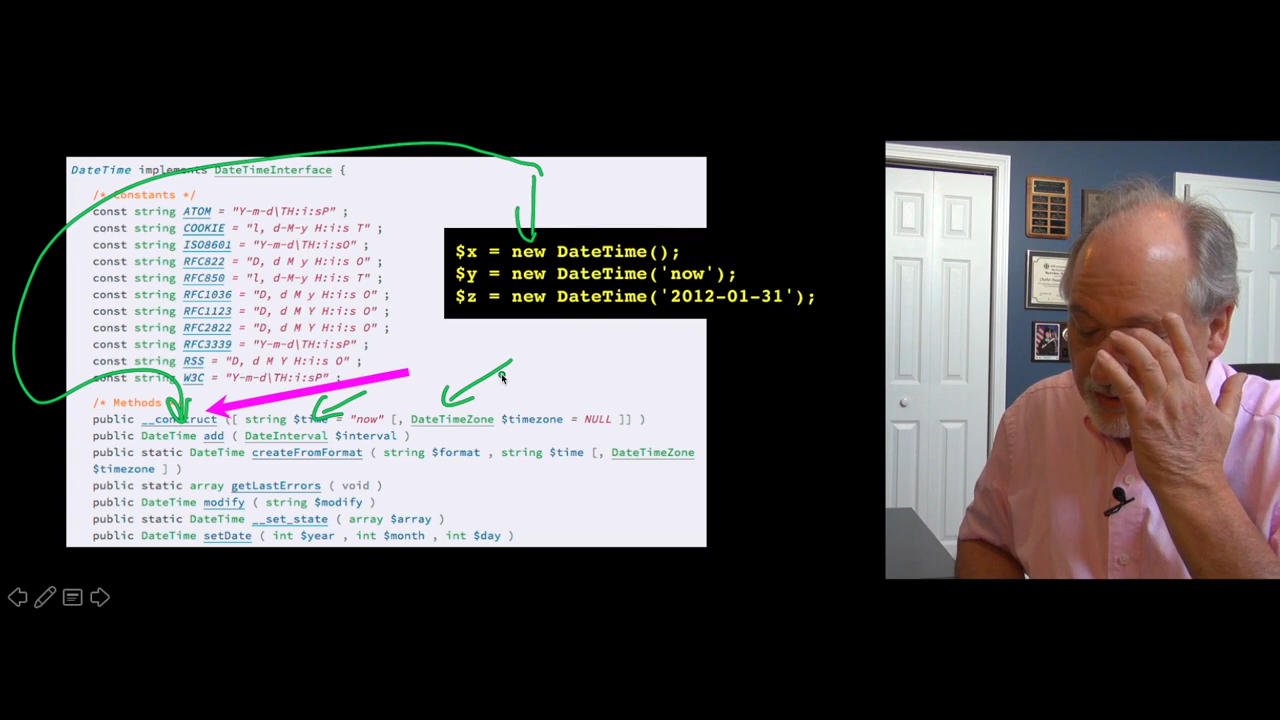 DateTime implements DateTimeInterface {
/* Constants */
const string ATOM = "Y-m-d\TH:i:sP" ;
const string COOKIE = "l, d-M-y H:i:s T" ;
const string ISO8601 = "Y-m-d\TH:i:sO" ;
const string RFC822 = "D, d M y H:i:s O" ;
const string RFC850 = "l, d-M-y H:i:s T" ;
const string RFC1036 = "D, d M y H:i:s O" ;
const string RFC1123 = "D, d M Y H:i:s O" ;
const string RFC2822 = "D, d M Y H:i:s O" ;
const string RFC3339 = "Y-m-d\TH:i:sP" ;
const string RSS = "D, d M Y H:i:s O" ;
const string W3C = "Y-m-d\TH:i:sP" ;
/* Methods
public __construct ([ string $time = "now" [, DateTimeZone $timezone = NULL ]] )
public DateTime add ( DateInterval $interval )
public static DateTime createFromFormat ( string $format , string $time [, DateTimeZone
$timezone ] )
public static array getLastErrors ( void )
public DateTime modify ( string $modify )
public static DateTime __set_state ( array $array )
public DateTime setDate ( int $year , int $month , int $day )
$x = new DateTime();
$y = new DateTime('now');
$z = new DateTime('2012-01-31');